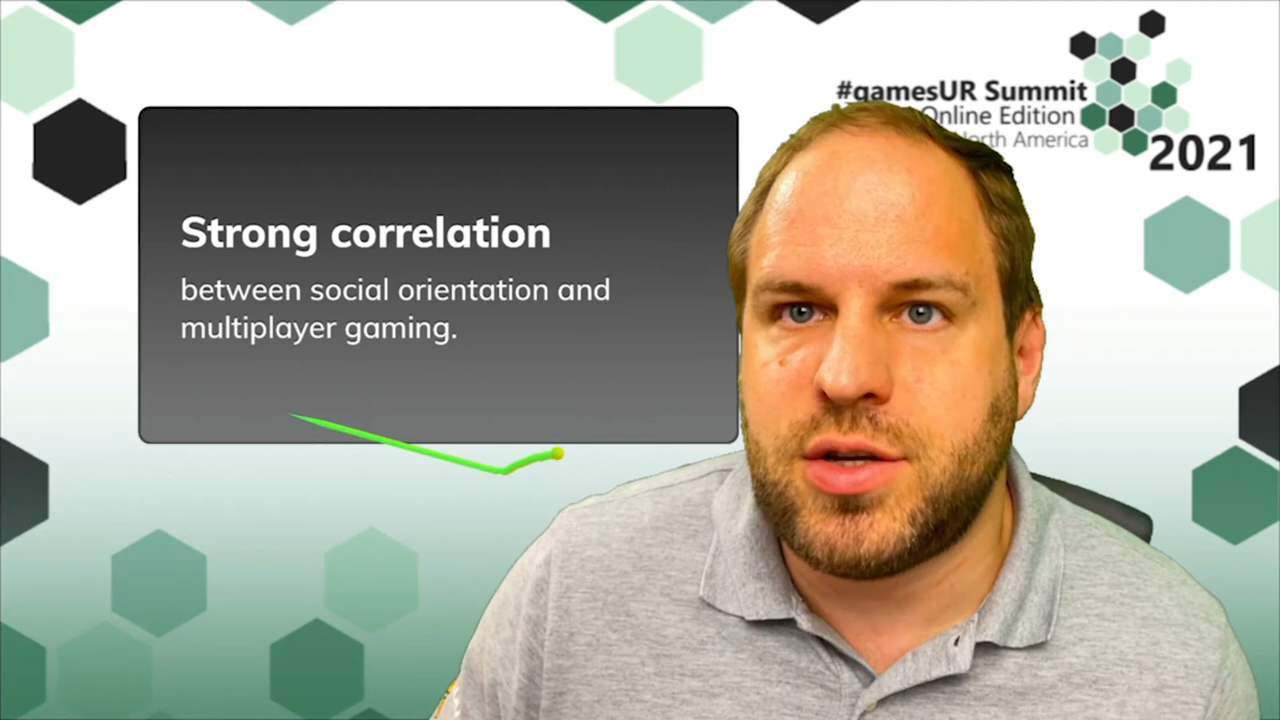 #gamesUR Summit
Online Edition
North America
2021
Strong correlation
between social orientation and
multiplayer gaming.